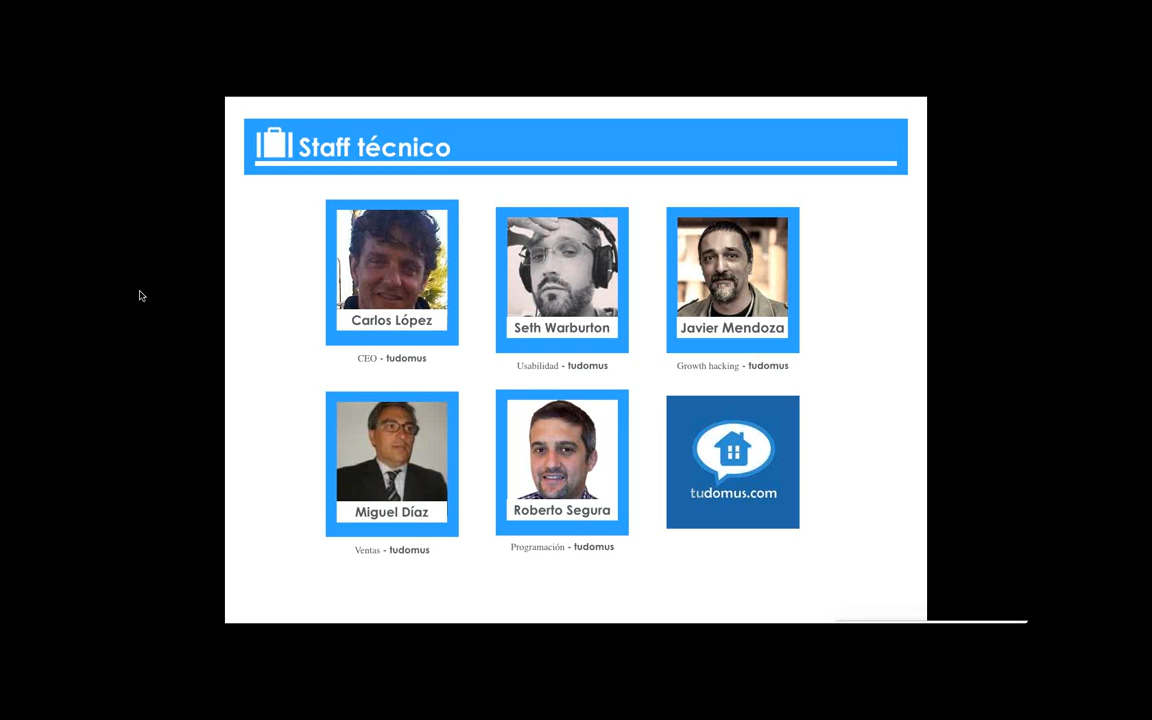 Staff técnico
Carlos López
CEO - tudomus
Seth Warburton
Usabilidad - tudomus
Javier Mendoza
Growth hacking - tudomus
Miguel Díaz
Ventas - tudomus
Roberto Segura
Programación - tudomus
tudomus.com